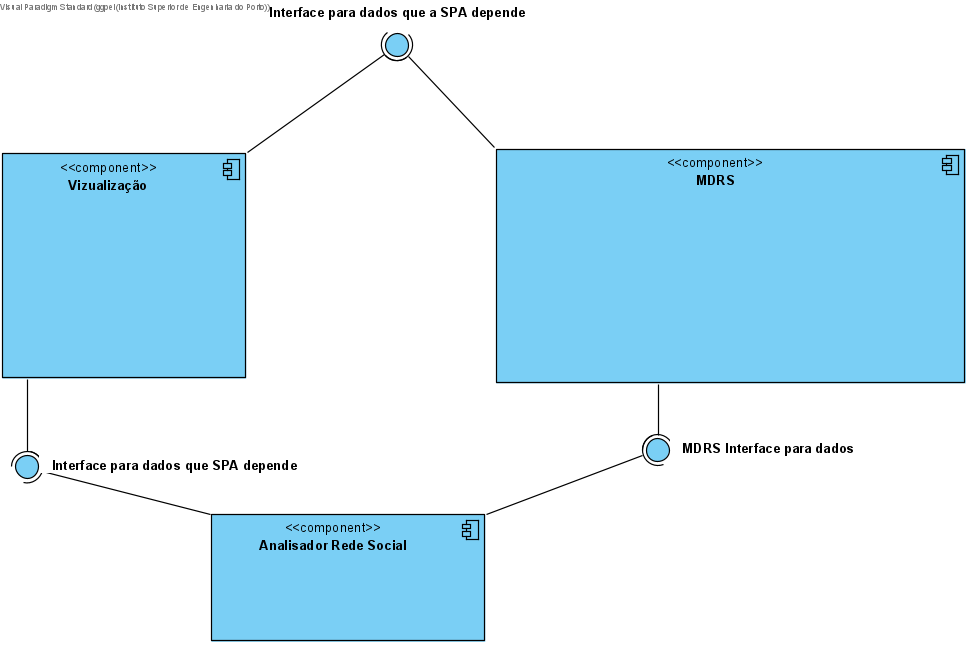 Visual Paradigm Standard(ggpel(Instituto Superior de Engenharia do Porto))
Interface para dados que a SPA depende
<<component>>
Vizualização
<<component>>
MDRS
MDRS Interface para dados
Interface para dados que SPA depende
<<component>>
Analisador Rede Social